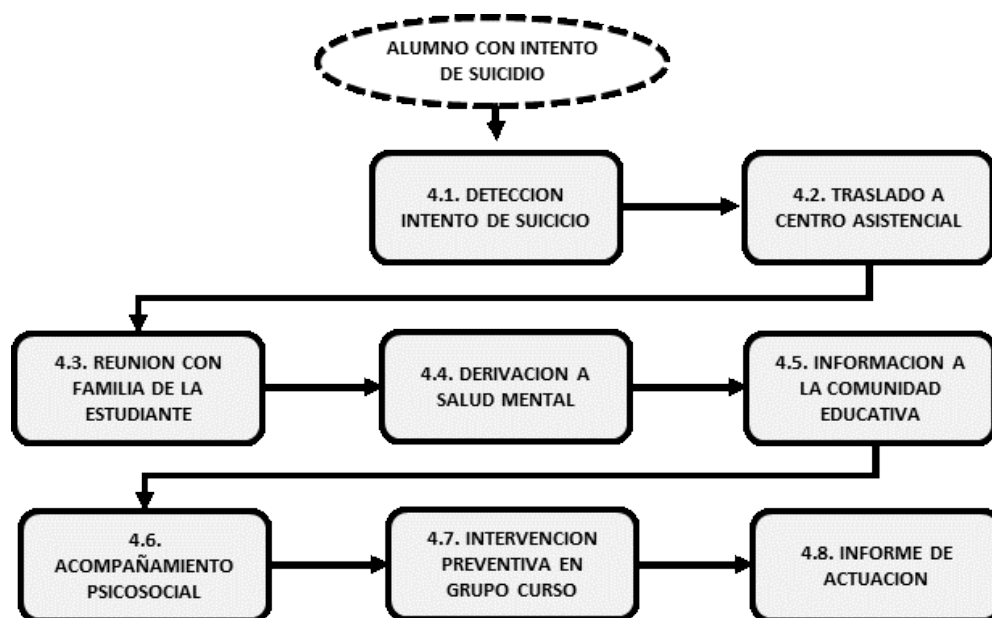 ALUMNO CON INTENTO
DE SUICIDIO
4.1. DETECCION
INTENTO DE SUICICIO
4.2. TRASLADO A
CENTRO ASISTENCIAL
4.3. REUNION CON
FAMILIA DE LA
ESTUDIANTE
4.4. DERIVACION A
SALUD MENTAL
4.5. INFORMACION A
LA COMUNIDAD
EDUCATIVA
4.6.
ACOMPAÑAMIENTO
PSICOSOCIAL
4.7. INTERVENCION
PREVENTIVA EN
GRUPO CURSO
4.8. INFORME DE
ACTUACION